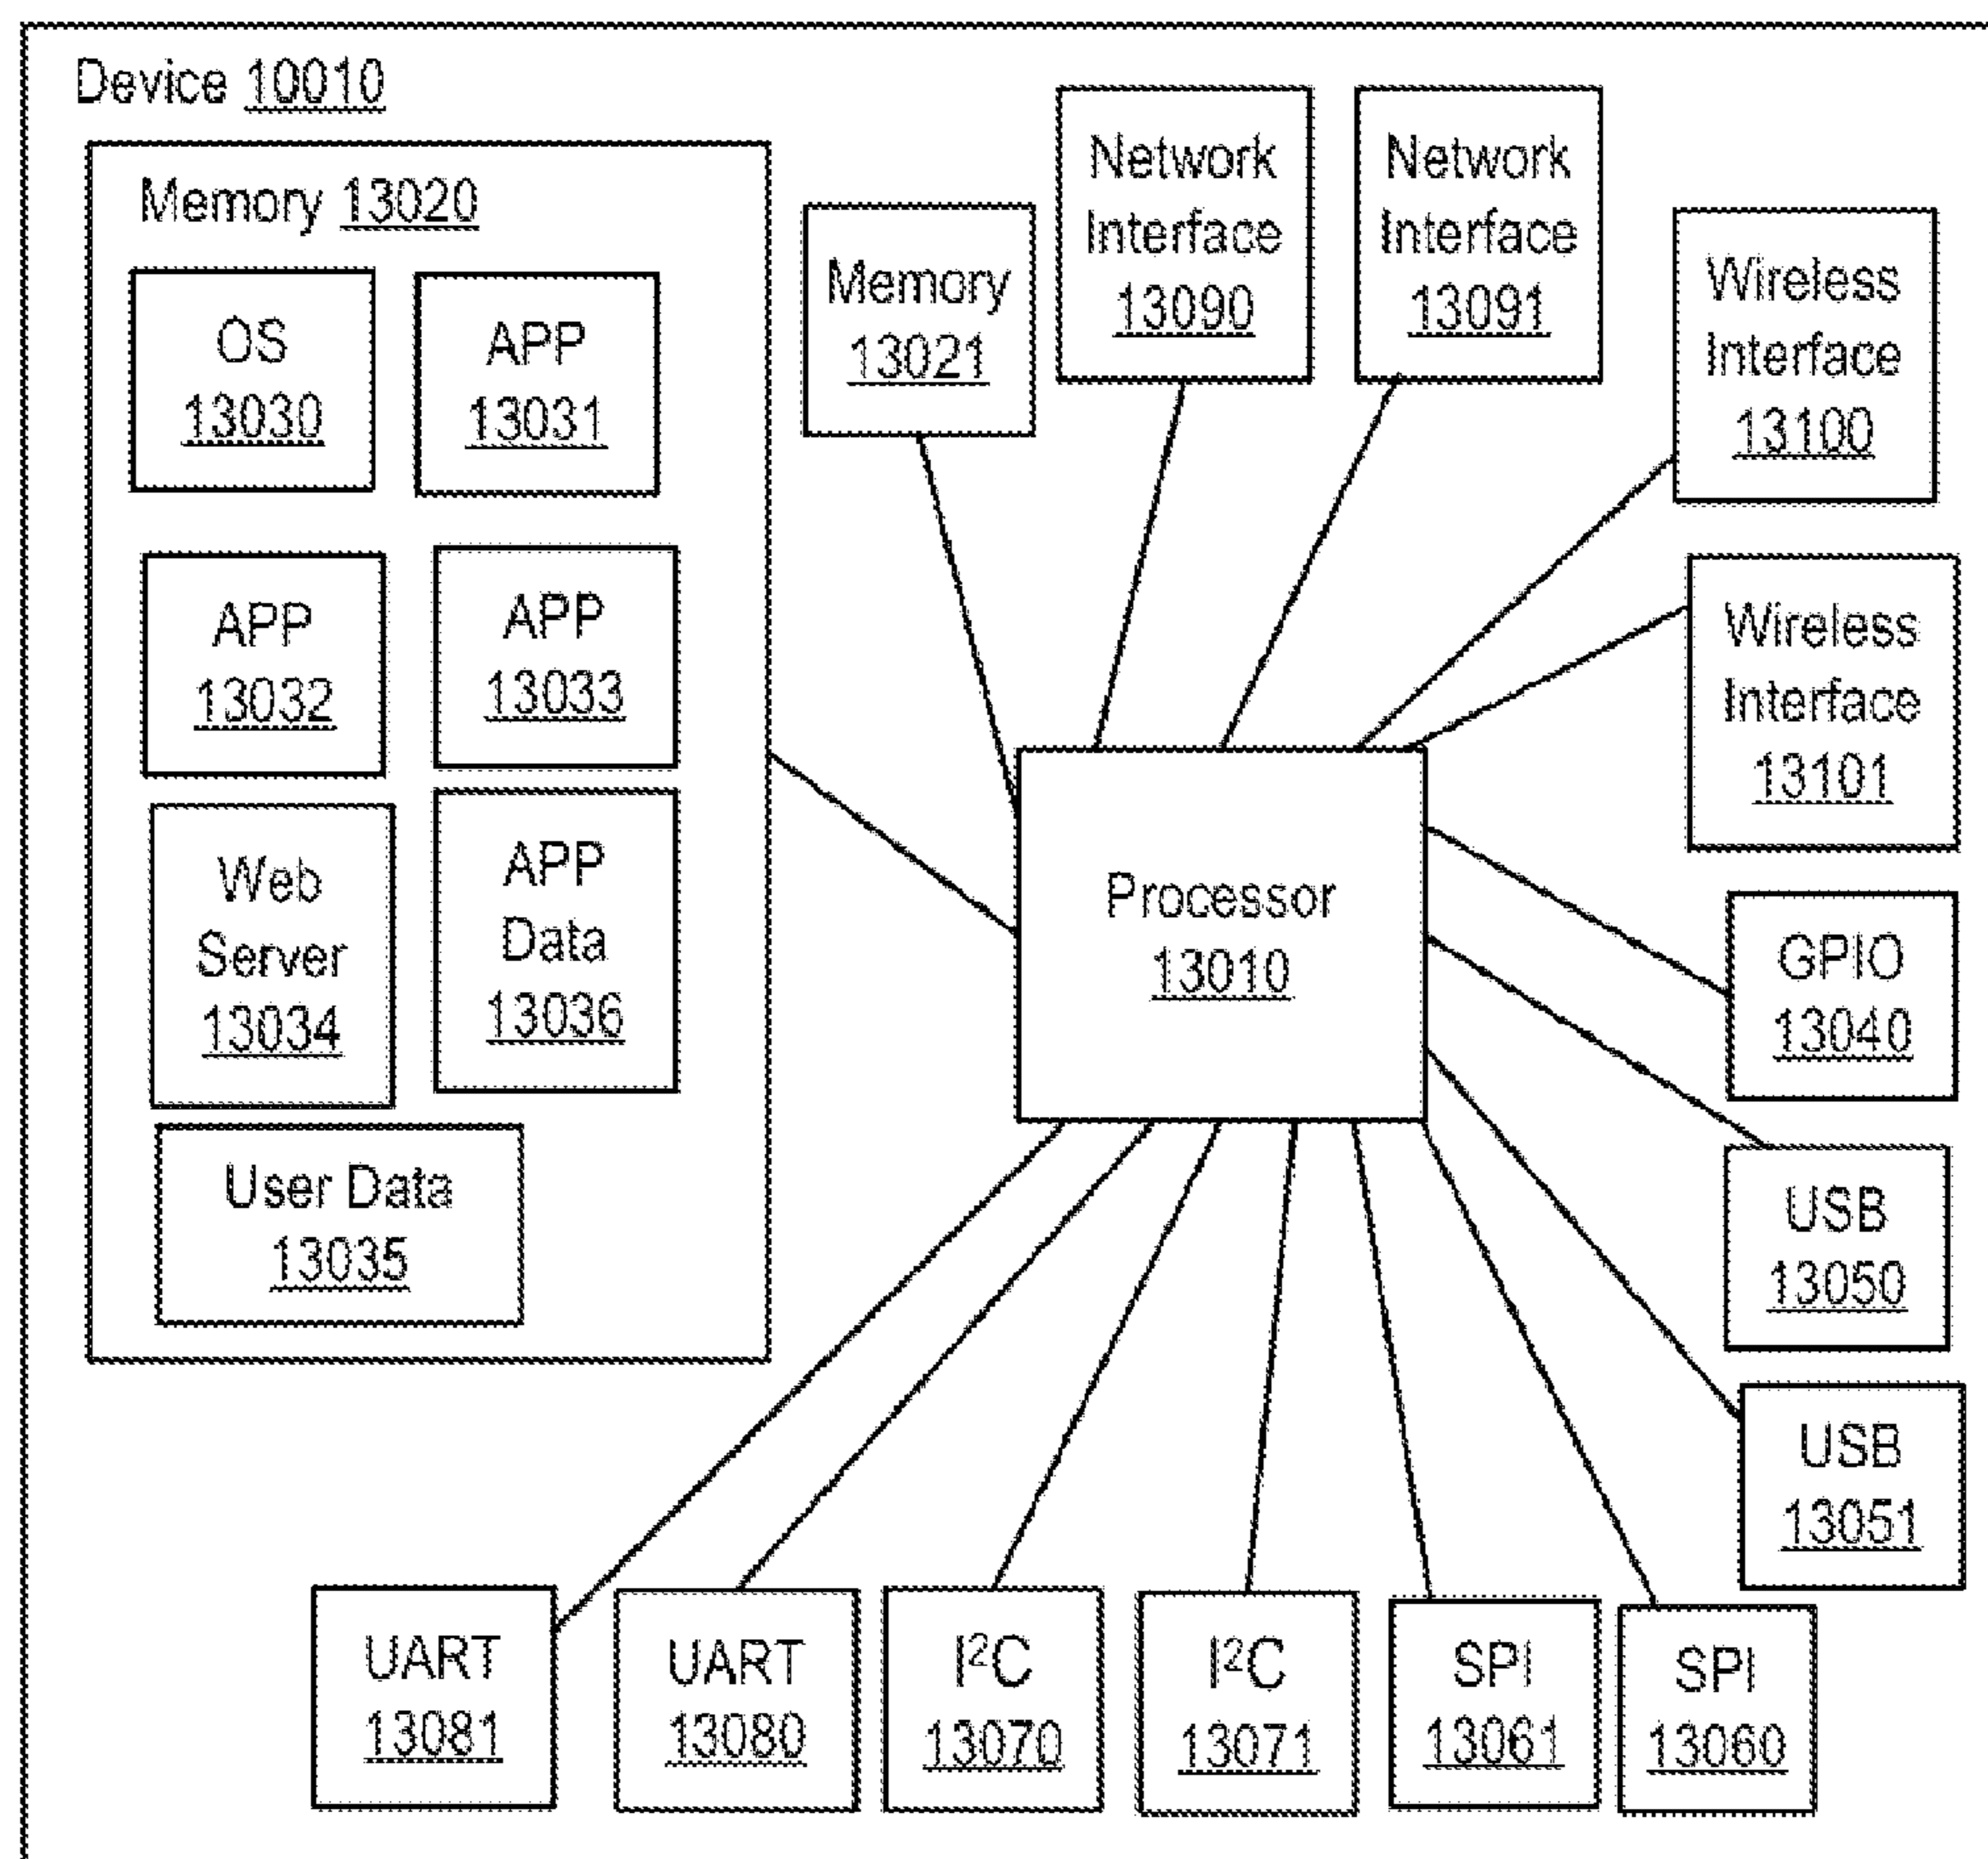 Device 10010
Memory 13020
OS
13030
APP
13031
APP
13032
APP
13033
Web
Server
13034
APP
Data
13036
User Data
13035
Memory
13021
Network
Interface
13090
Network
Interface
13091
Wireless
Interface
13100
Wireless
Interface
13101
Processor
13010
GPIO
13040
USB
13050
USB
13051
UART
13081
UART
13080
I²C
13070
I²C
13071
SPI
13061
SPI
13060